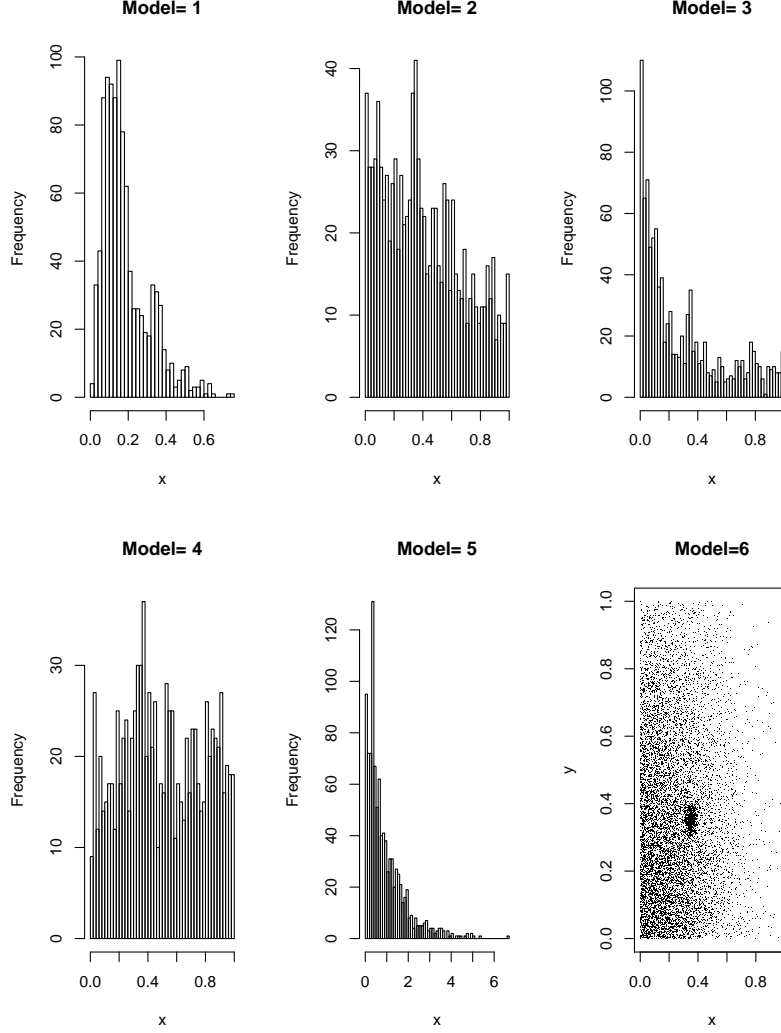 Model= 1
Frequency
0 20 40 60 80 100
0.0 0.2 0.4 0.6
x
Model= 2
Frequency
0 10 20 30 40
0.0 0.4 0.8
x
Model= 3
Frequency
0 20 40 60 80 100
0.0 0.4 0.8
x
Model= 4
Frequency
0 10 20 30
0.0 0.4 0.8
x
Model= 5
Frequency
0 20 40 60 80 100 120
0 2 4 6
x
Model=6
y
0.0 0.2 0.4 0.6 0.8 1.0
0.0 0.4 0.8
x